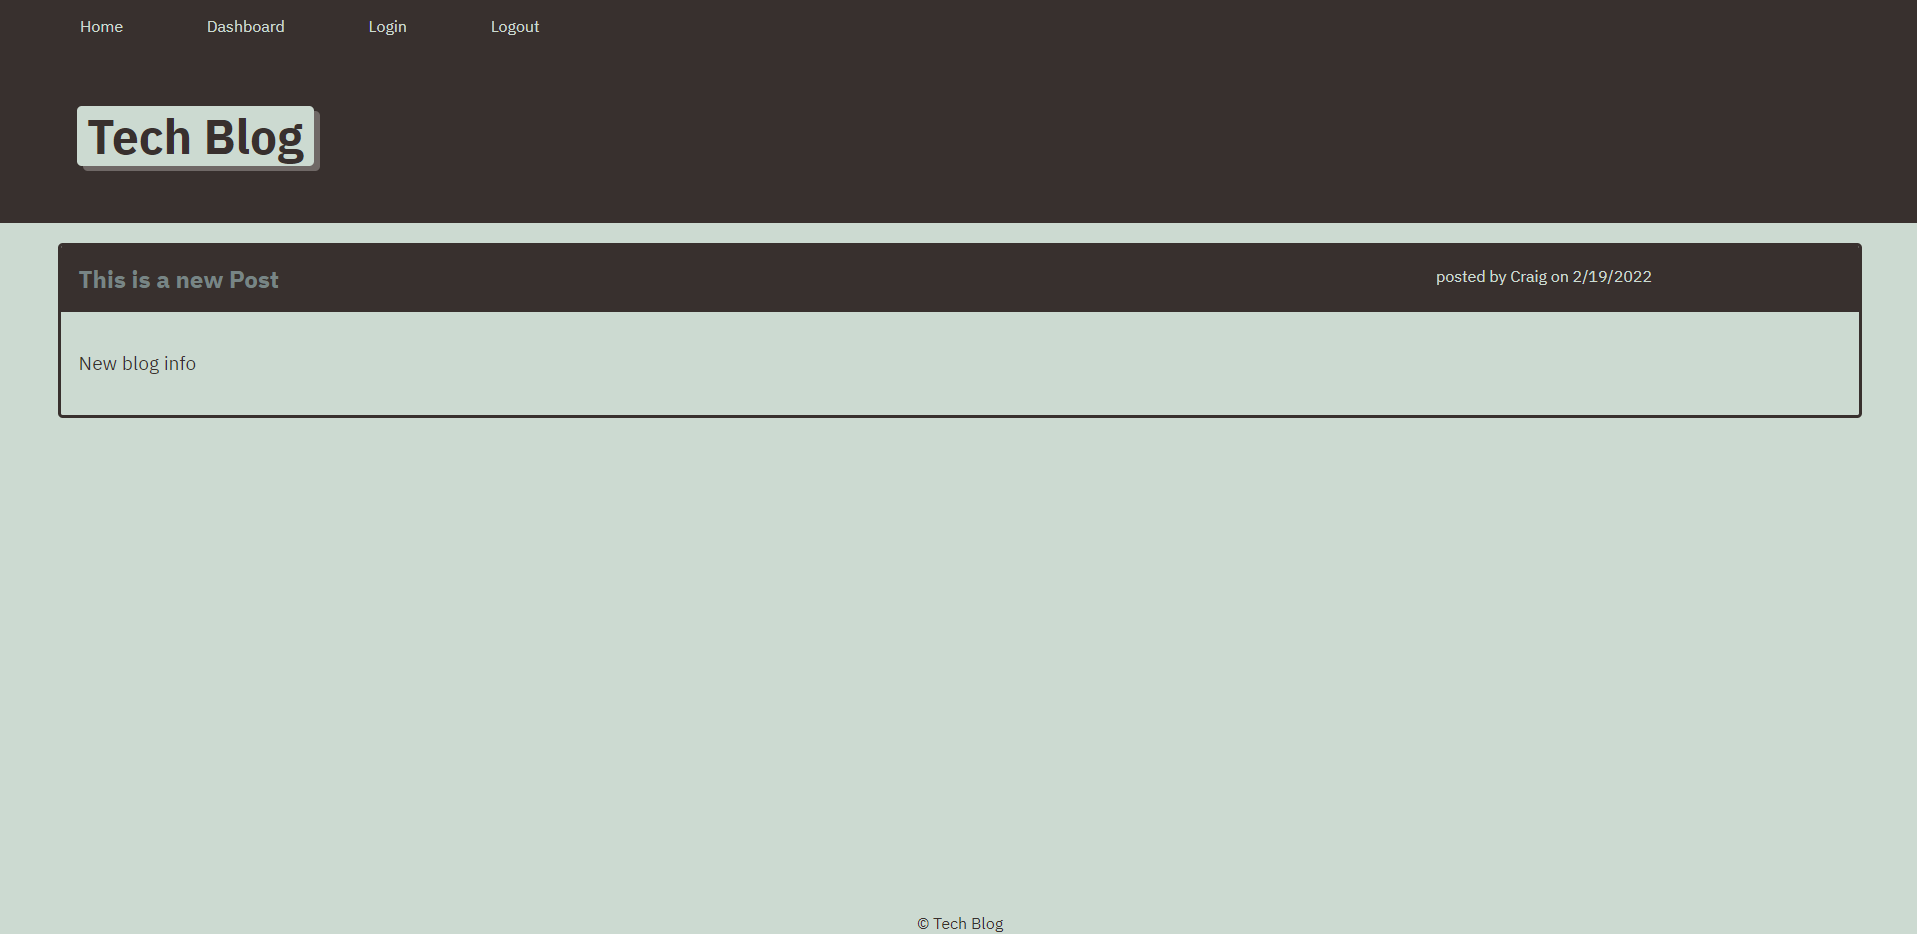 Home Dashboard Login Logout
Tech Blog
This is a new Post posted by Craig on 2/19/2022
New blog info
© Tech Blog